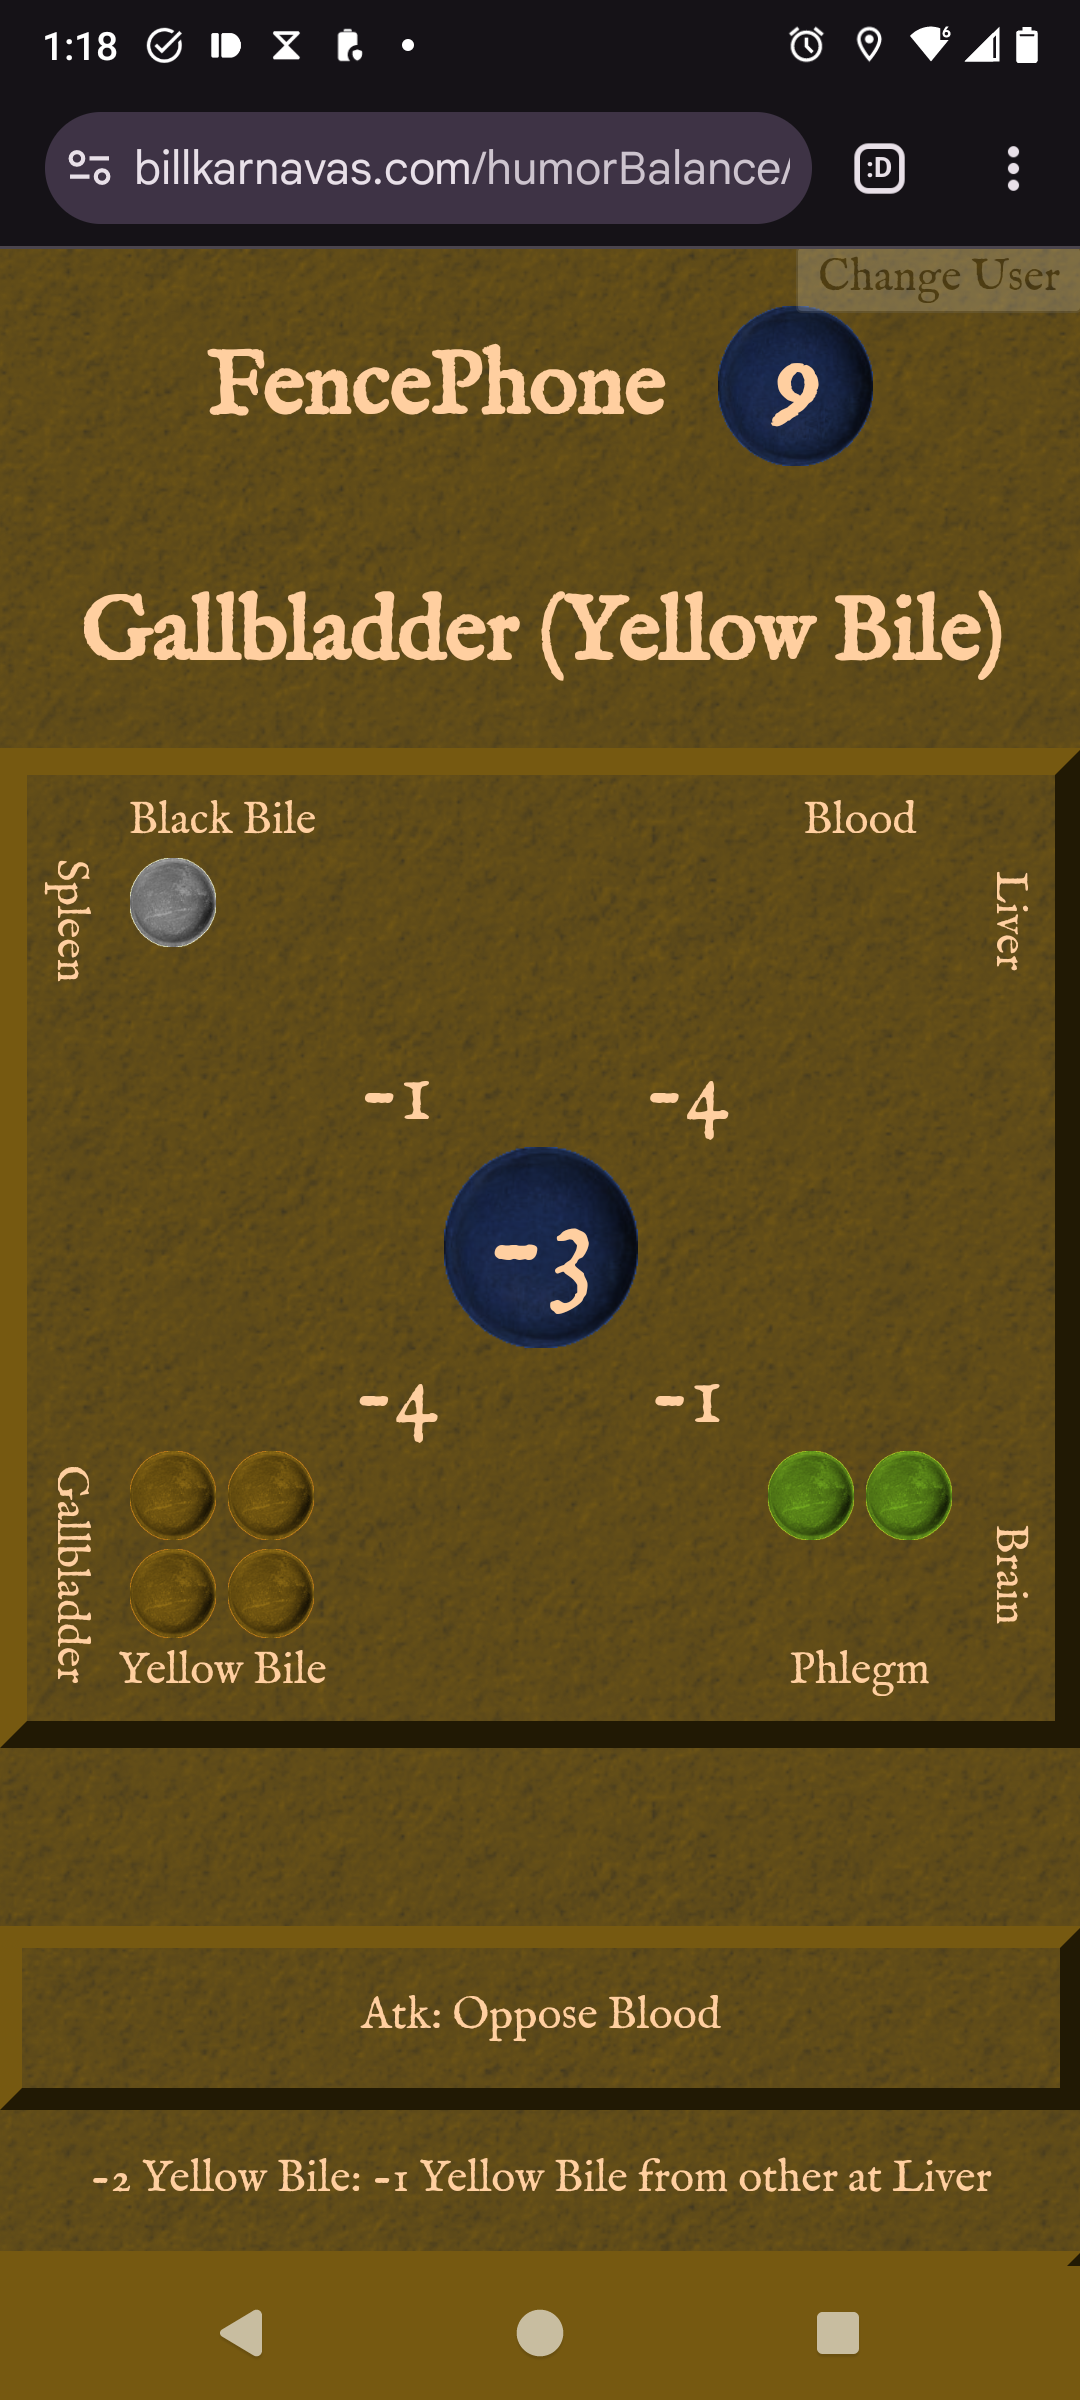 1:18
6
billkarnavas.com/humorBalance/
:D
Change User
FencePhone 9
Gallbladder (Yellow Bile)
Black Bile
Blood
Spleen
Liver
-1
-4
-3
-4
-1
Gallbladder
Brain
Yellow Bile
Phlegm
Atk: Oppose Blood
-2 Yellow Bile: -1 Yellow Bile from other at Liver